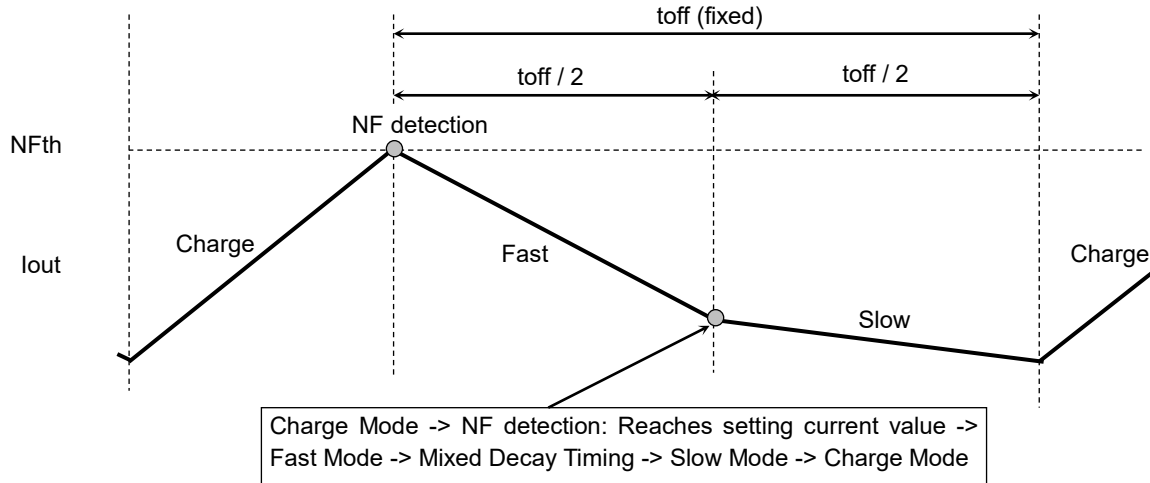 toff (fixed)
toff / 2
toff / 2
NF detection
NFth
Charge
Iout
Fast
Charge
Slow
Charge Mode -> NF detection: Reaches setting current value ->
Fast Mode -> Mixed Decay Timing -> Slow Mode -> Charge Mode